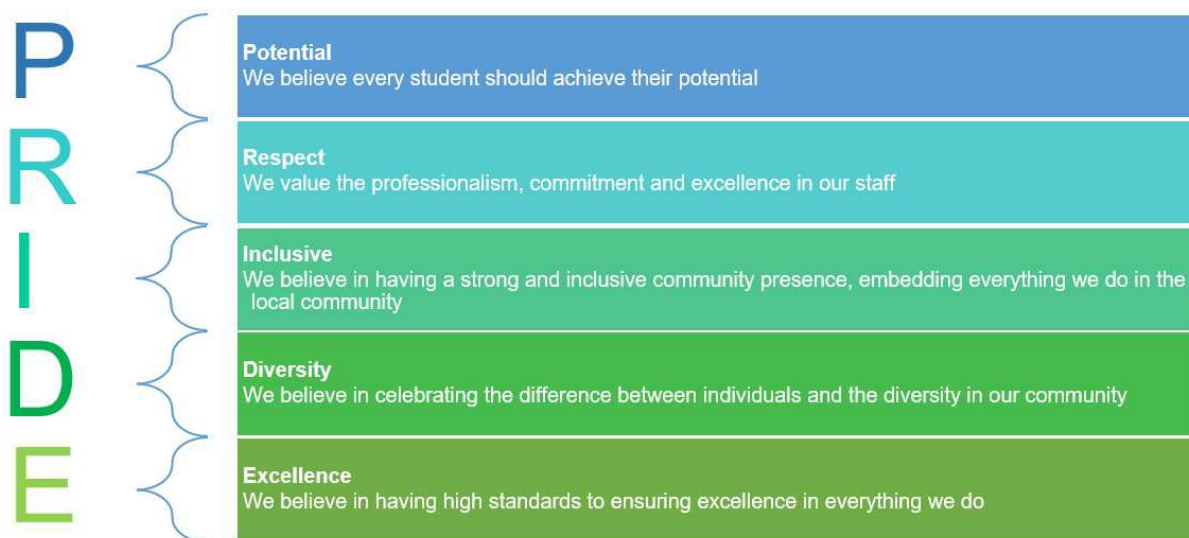 P
Potential
We believe every student should achieve their potential
R
Respect
We value the professionalism, commitment and excellence in our staff
I
Inclusive
We believe in having a strong and inclusive community presence, embedding everything we do in the
local community
D
Diversity
We believe in celebrating the difference between individuals and the diversity in our community
E
Excellence
We believe in having high standards to ensuring excellence in everything we do